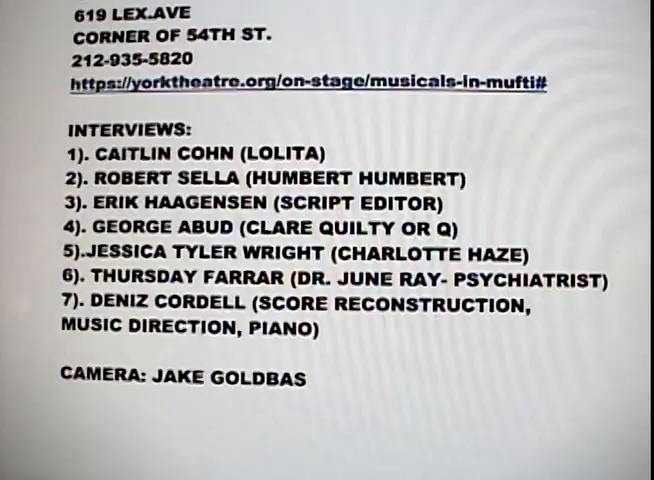 619 LEX.AVE
CORNER OF 54TH ST.
212-935-5820
https://yorktheatre.org/on-stage/musicals-in-mufti#
INTERVIEWS:
1). CAITLIN COHN (LOLITA)
2). ROBERT SELLA (HUMBERT HUMBERT)
3). ERIK HAAGENSEN (SCRIPT EDITOR)
4). GEORGE ABUD (CLARE QUILTY OR Q)
5).JESSICA TYLER WRIGHT (CHARLOTTE HAZE)
6). THURSDAY FARRAR (DR. JUNE RAY- PSYCHIATRIST)
7). DENIZ CORDELL (SCORE RECONSTRUCTION,
MUSIC DIRECTION, PIANO)
CAMERA: JAKE GOLDBAS